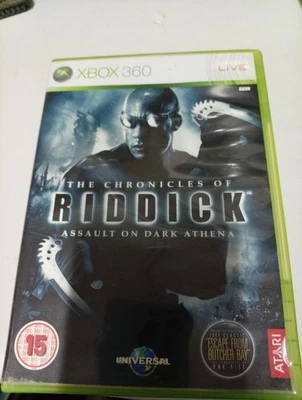 XBOX 360
LIVE
THE CHRONICLES OF
RIDDICK
ASSAULT ON DARK ATHENA
15
UNIVERSAL
"ESCAPE FROM
BUTCHER BAY"
ATARI